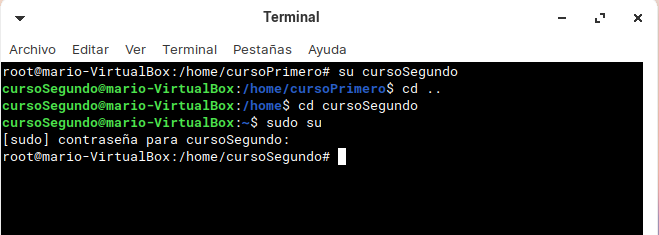 Terminal
Archivo Editar Ver Terminal Pestañas Ayuda
root@mario-VirtualBox:/home/cursoPrimero# su cursoSegundo
cursoSegundo@mario-VirtualBox:/home/cursoPrimero$ cd ..
cursoSegundo@mario-VirtualBox:/home$ cd cursoSegundo
cursoSegundo@mario-VirtualBox:~$ sudo su
[sudo] contraseña para cursoSegundo:
root@mario-VirtualBox:/home/cursoSegundo#